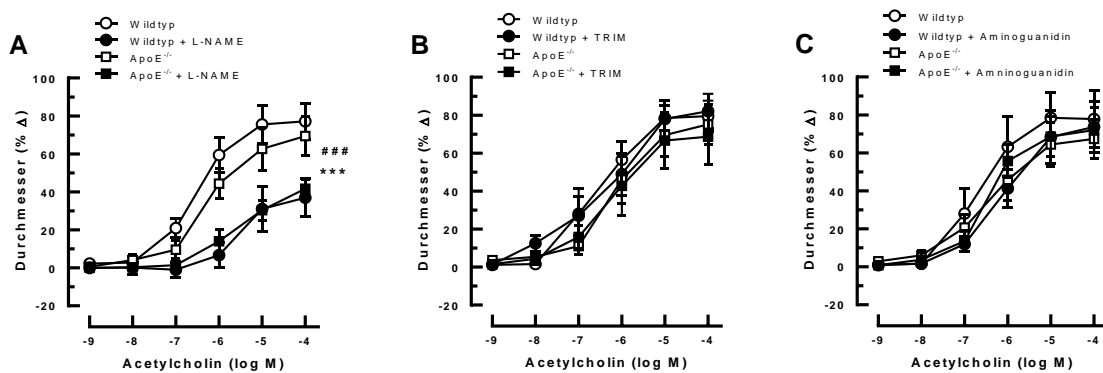 A
Wildtyp
Wildtyp + L-NAME
ApoE-/-
ApoE-/- + L-NAME
Durchmesser (% Δ)
100
80
60
40
20
0
-20
###
***
-9 -8 -7 -6 -5 -4
Acetylcholin (log M)
B
Wildtyp
Wildtyp + TRIM
ApoE-/-
ApoE-/- + TRIM
Durchmesser (% Δ)
100
80
60
40
20
0
-20
-9 -8 -7 -6 -5 -4
Acetylcholin (log M)
C
Wildtyp
Wildtyp + Aminoguanidin
ApoE-/-
ApoE-/- + Amninoguanidin
Durchmesser (% Δ)
100
80
60
40
20
0
-20
-9 -8 -7 -6 -5 -4
Acetylcholin (log M)